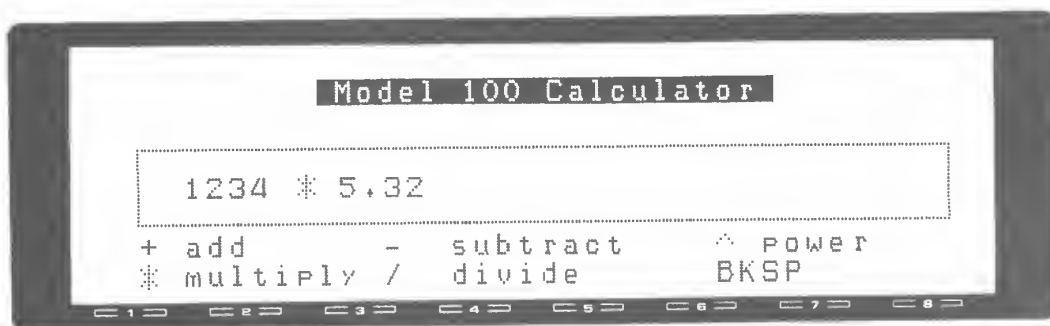 Model 100 Calculator
1234 * 5.32
+ add - subtract ^ power
* multiply / divide BKSP
1 2 3 4 5 6 7 8